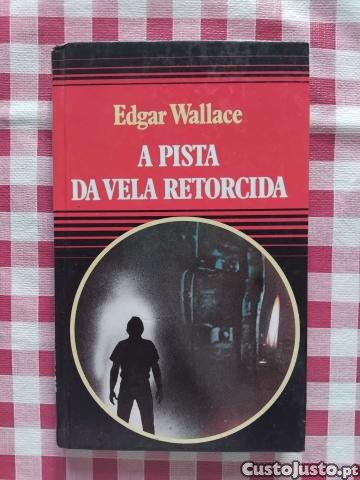 Edgar Wallace
A PISTA
DA VELA RETORCIDA
CustoJusto.pt